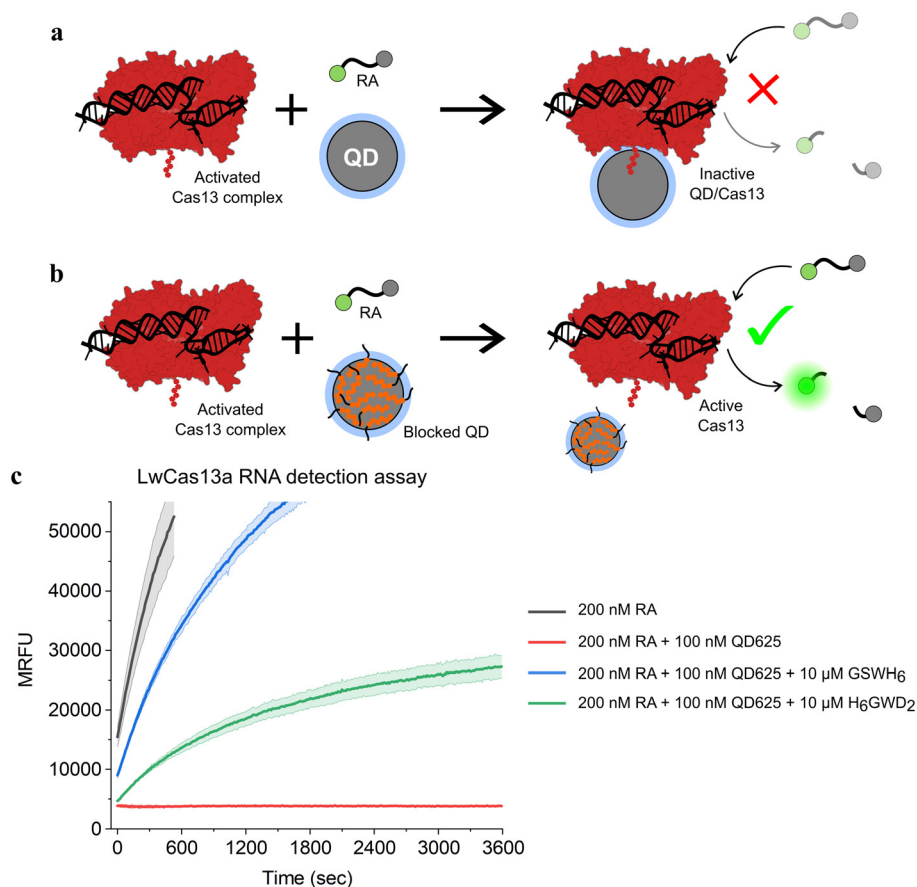 a
RA
QD
Activated
Cas13 complex
Inactive
QD/Cas13
b
RA
Activated
Cas13 complex
Blocked QD
Active
Cas13
c
LwCas13a RNA detection assay
50000
40000
30000
20000
10000
0
MRFU
0 600 1200 1800 2400 3000 3600
Time (sec)
200 nM RA
200 nM RA + 100 nM QD625
200 nM RA + 100 nM QD625 + 10 µM GSWH₆
200 nM RA + 100 nM QD625 + 10 µM H₆GWD₂